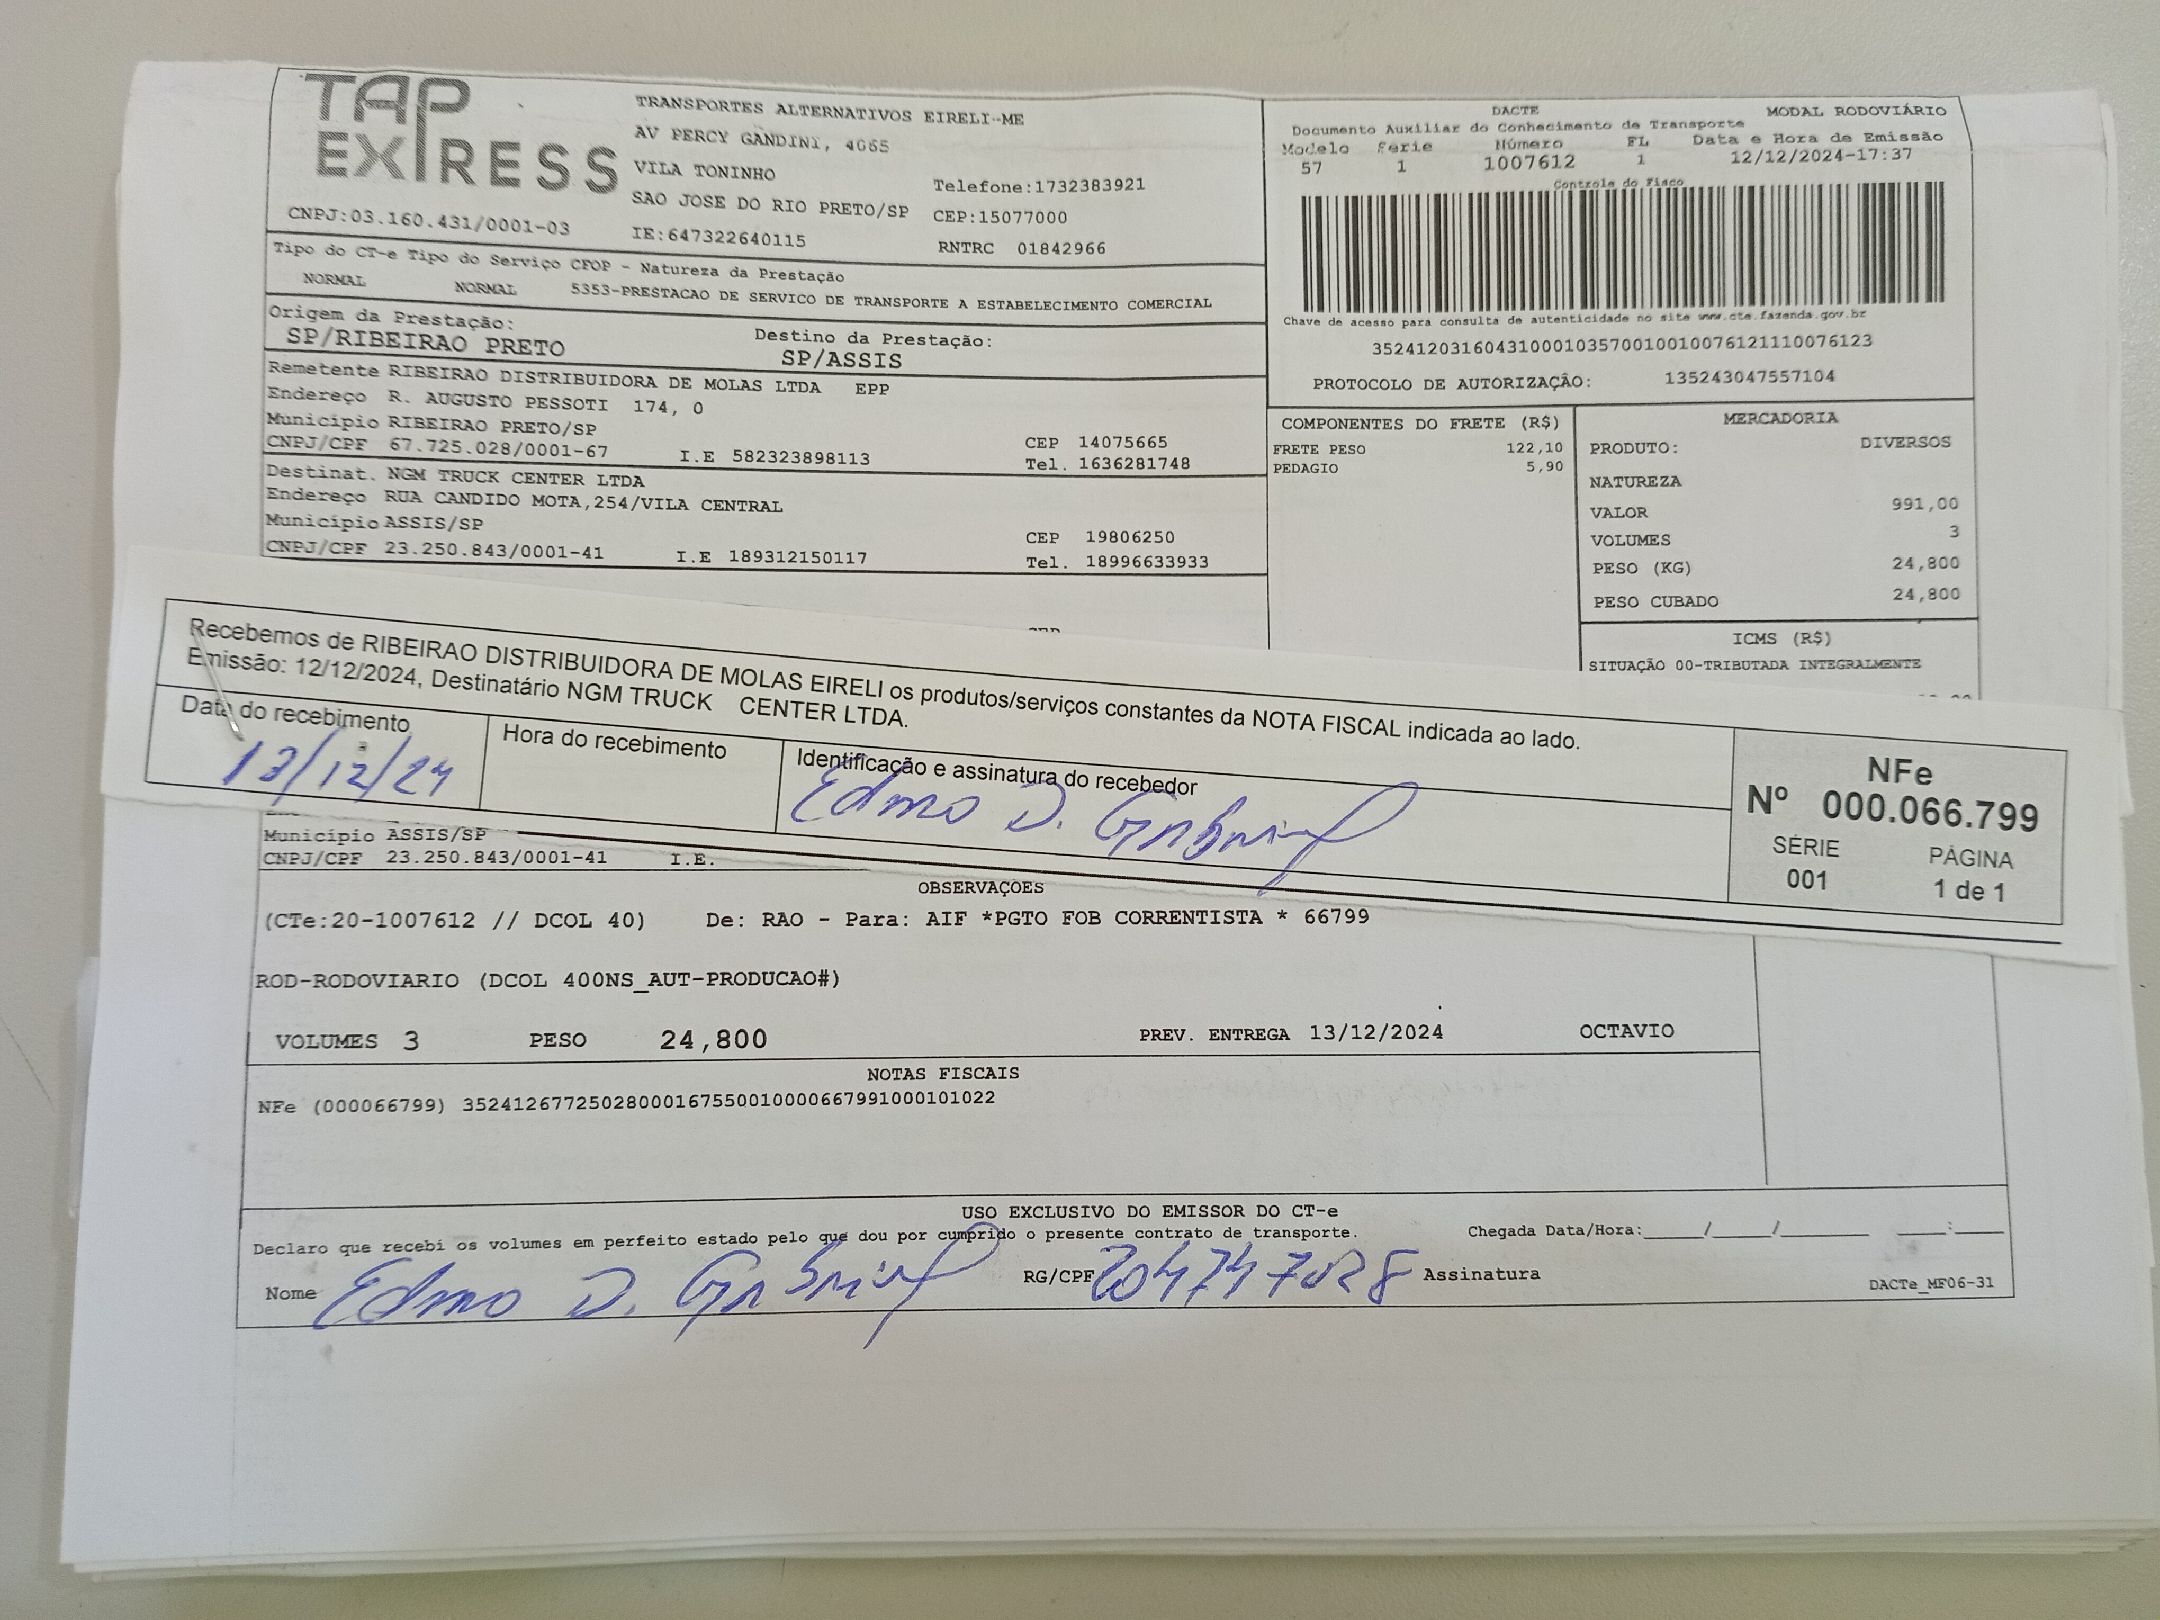 TAP EXPRESS
TRANSPORTES ALTERNATIVOS EIRELI-ME
AV PERCY GANDINI, 4065
VILA TONINHO
SAO JOSE DO RIO PRETO/SP
Telefone:1732383921
CEP:15077000
CNPJ:03.160.431/0001-03
IE:647322640115
RNTRC 01842966
DACTE MODAL RODOVIÁRIO
Documento Auxiliar do Conhecimento de Transporte
Modelo Serie Número FL Data e Hora de Emissão
57 1 1007612 1 12/12/2024-17:37
Controle do Fisco
Chave de acesso para consulta de autenticidade no site www.cte.fazenda.gov.br
35241203160431000103570010010076121110076123
PROTOCOLO DE AUTORIZAÇÃO: 135243047557104
Tipo do CT-e Tipo do Serviço CFOP - Natureza da Prestação
NORMAL NORMAL 5353-PRESTACAO DE SERVICO DE TRANSPORTE A ESTABELECIMENTO COMERCIAL
Origem da Prestação: Destino da Prestação:
SP/RIBEIRAO PRETO SP/ASSIS
Remetente RIBEIRAO DISTRIBUIDORA DE MOLAS LTDA EPP
Endereço R. AUGUSTO PESSOTI 174, 0
Município RIBEIRAO PRETO/SP CEP 14075665
CNPJ/CPF 67.725.028/0001-67 I.E 582323898113 Tel. 1636281748
Destinat. NGM TRUCK CENTER LTDA
Endereço RUA CANDIDO MOTA,254/VILA CENTRAL
Município ASSIS/SP CEP 19806250
CNPJ/CPF 23.250.843/0001-41 I.E 189312150117 Tel. 18996633933
COMPONENTES DO FRETE (R$)
FRETE PESO 122,10
PEDAGIO 5,90
MERCADORIA
PRODUTO: DIVERSOS
NATUREZA
VALOR 991,00
VOLUMES 3
PESO (KG) 24,800
PESO CUBADO 24,800
ICMS (R$)
SITUAÇÃO 00-TRIBUTADA INTEGRALMENTE
Recebemos de RIBEIRAO DISTRIBUIDORA DE MOLAS EIRELI os produtos/serviços constantes da NOTA FISCAL indicada ao lado.
Emissão: 12/12/2024, Destinatário NGM TRUCK CENTER LTDA.
Data do recebimento Hora do recebimento Identificação e assinatura do recebedor
13/12/24 Edmo D. Gabriel
NFe
Nº 000.066.799
SÉRIE PÁGINA
001 1 de 1
Município ASSIS/SP
CNPJ/CPF 23.250.843/0001-41 I.E.
OBSERVAÇOES
(CTe:20-1007612 // DCOL 40) De: RAO - Para: AIF *PGTO FOB CORRENTISTA * 66799
ROD-RODOVIARIO (DCOL 400NS_AUT-PRODUCAO#)
VOLUMES 3 PESO 24,800 PREV. ENTREGA 13/12/2024 OCTAVIO
NOTAS FISCAIS
NFe (000066799) 35241267725028000167550010000667991000101022
USO EXCLUSIVO DO EMISSOR DO CT-e
Declaro que recebi os volumes em perfeito estado pelo que dou por cumprido o presente contrato de transporte. Chegada Data/Hora:____/____/______ ___:___
Nome Edmo D. Gabriel RG/CPF 204747028 Assinatura
DACTe_MF06-31